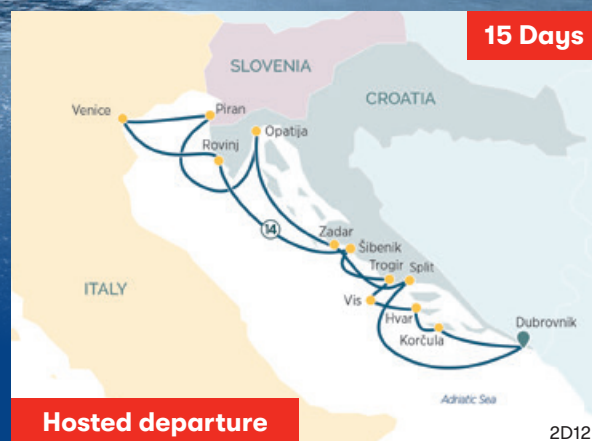 15 Days
SLOVENIA
CROATIA
Venice
Piran
Opatija
Rovinj
14
Zadar
Šibenik
Trogir
Split
ITALY
Vis
Hvar
Dubrovnik
Korčula
Adriatic Sea
Hosted departure
2D12